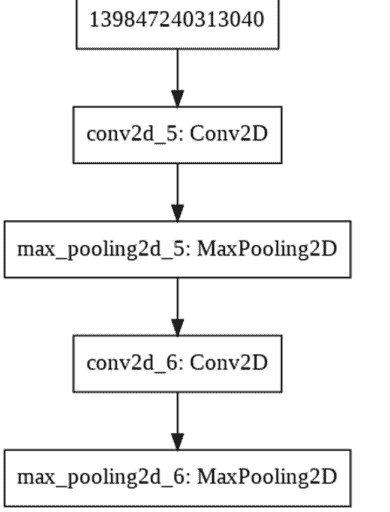 139847240313040
conv2d_5: Conv2D
max_pooling2d_5: MaxPooling2D
conv2d_6: Conv2D
max_pooling2d_6: MaxPooling2D